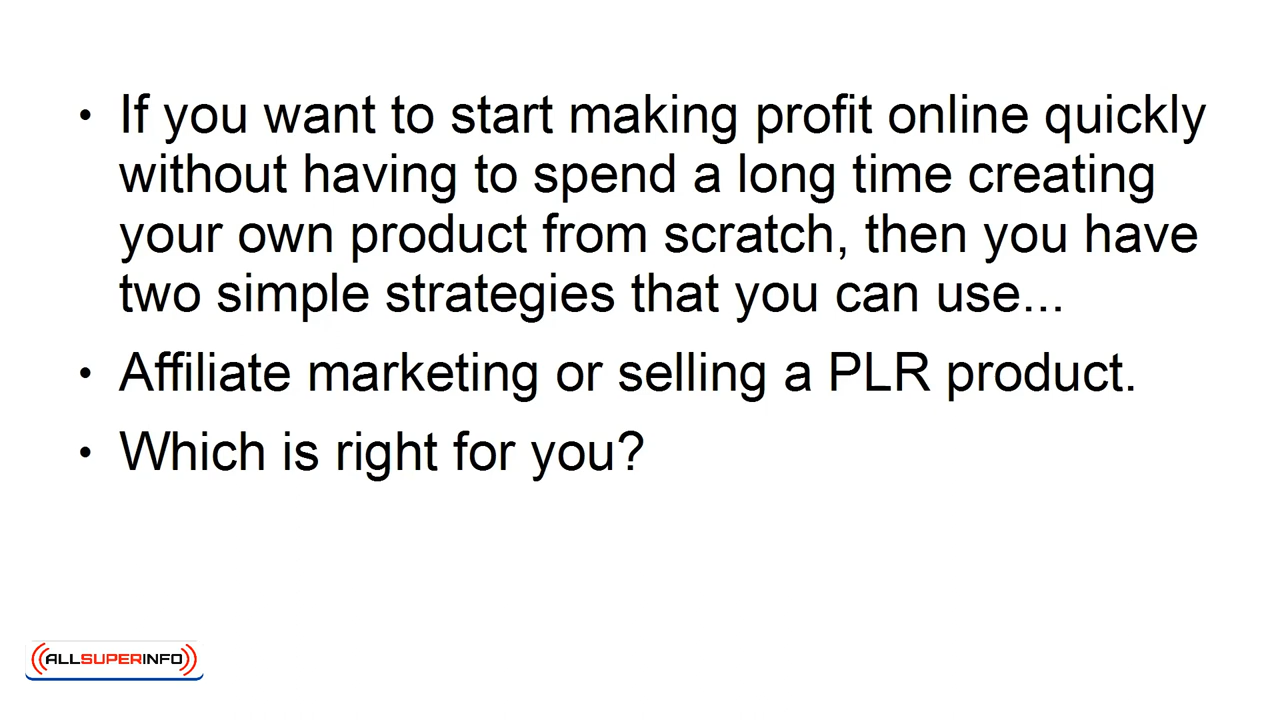 • If you want to start making profit online quickly
without having to spend a long time creating
your own product from scratch, then you have
two simple strategies that you can use...
• Affiliate marketing or selling a PLR product.
• Which is right for you?
ALLSUPERINFO